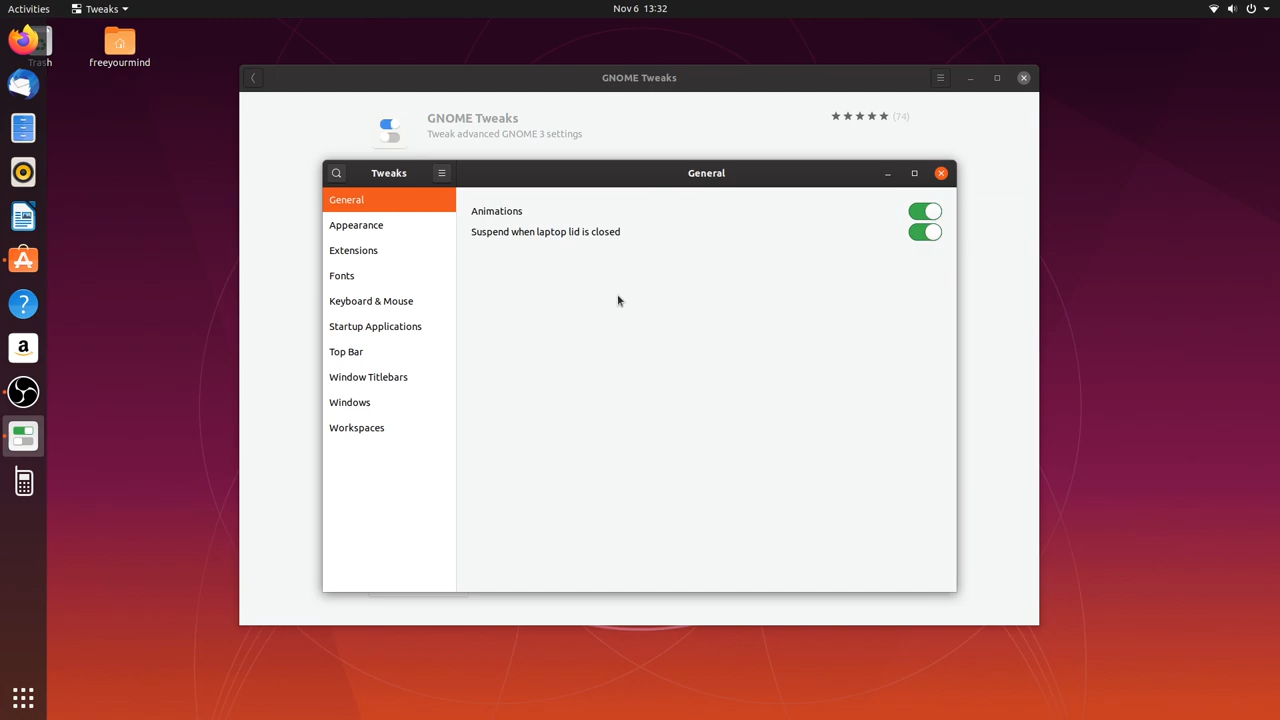 Activities
Tweaks
Nov 6 13:32
Trash
freeyourmind
GNOME Tweaks
GNOME Tweaks
Tweak advanced GNOME 3 settings
(74)
Tweaks
General
General
Appearance
Extensions
Fonts
Keyboard & Mouse
Startup Applications
Top Bar
Window Titlebars
Windows
Workspaces
Animations
Suspend when laptop lid is closed